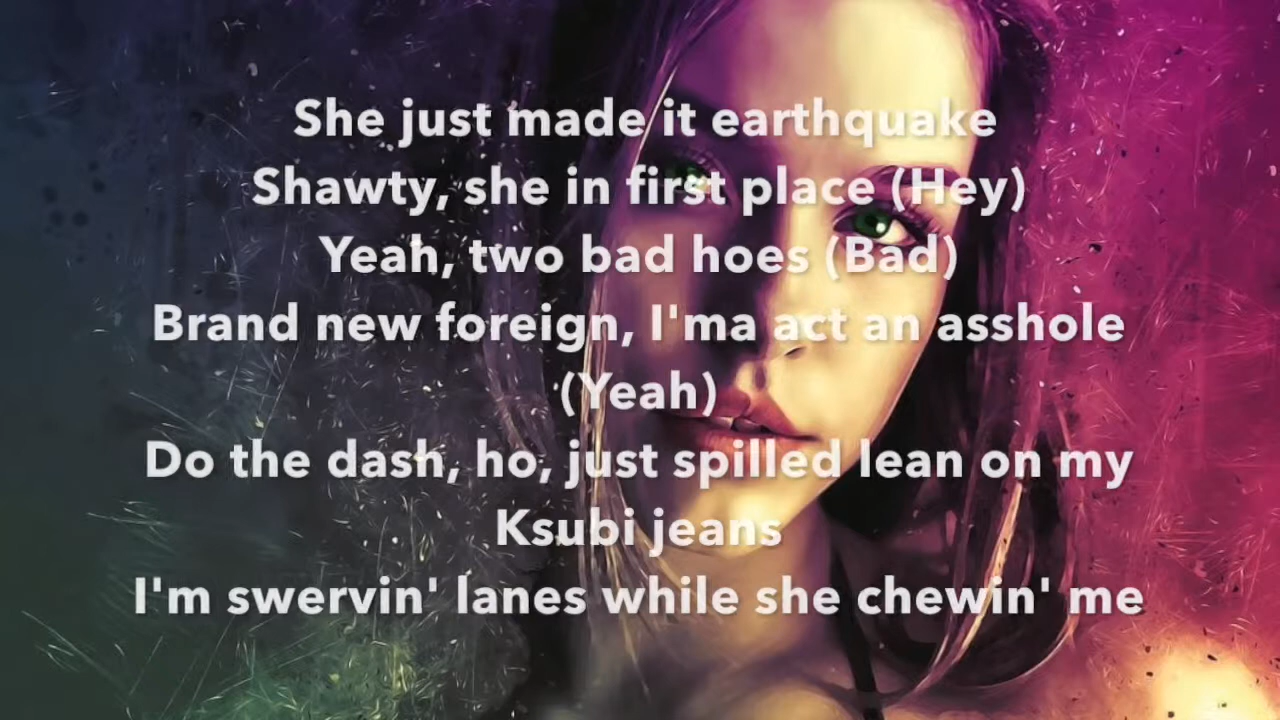 She just made it earthquake
Shawty, she in first place (Hey)
Yeah, two bad hoes (Bad)
Brand new foreign, I'ma act an asshole
(Yeah)
Do the dash, ho, just spilled lean on my
Ksubi jeans
I'm swervin' lanes while she chewin' me